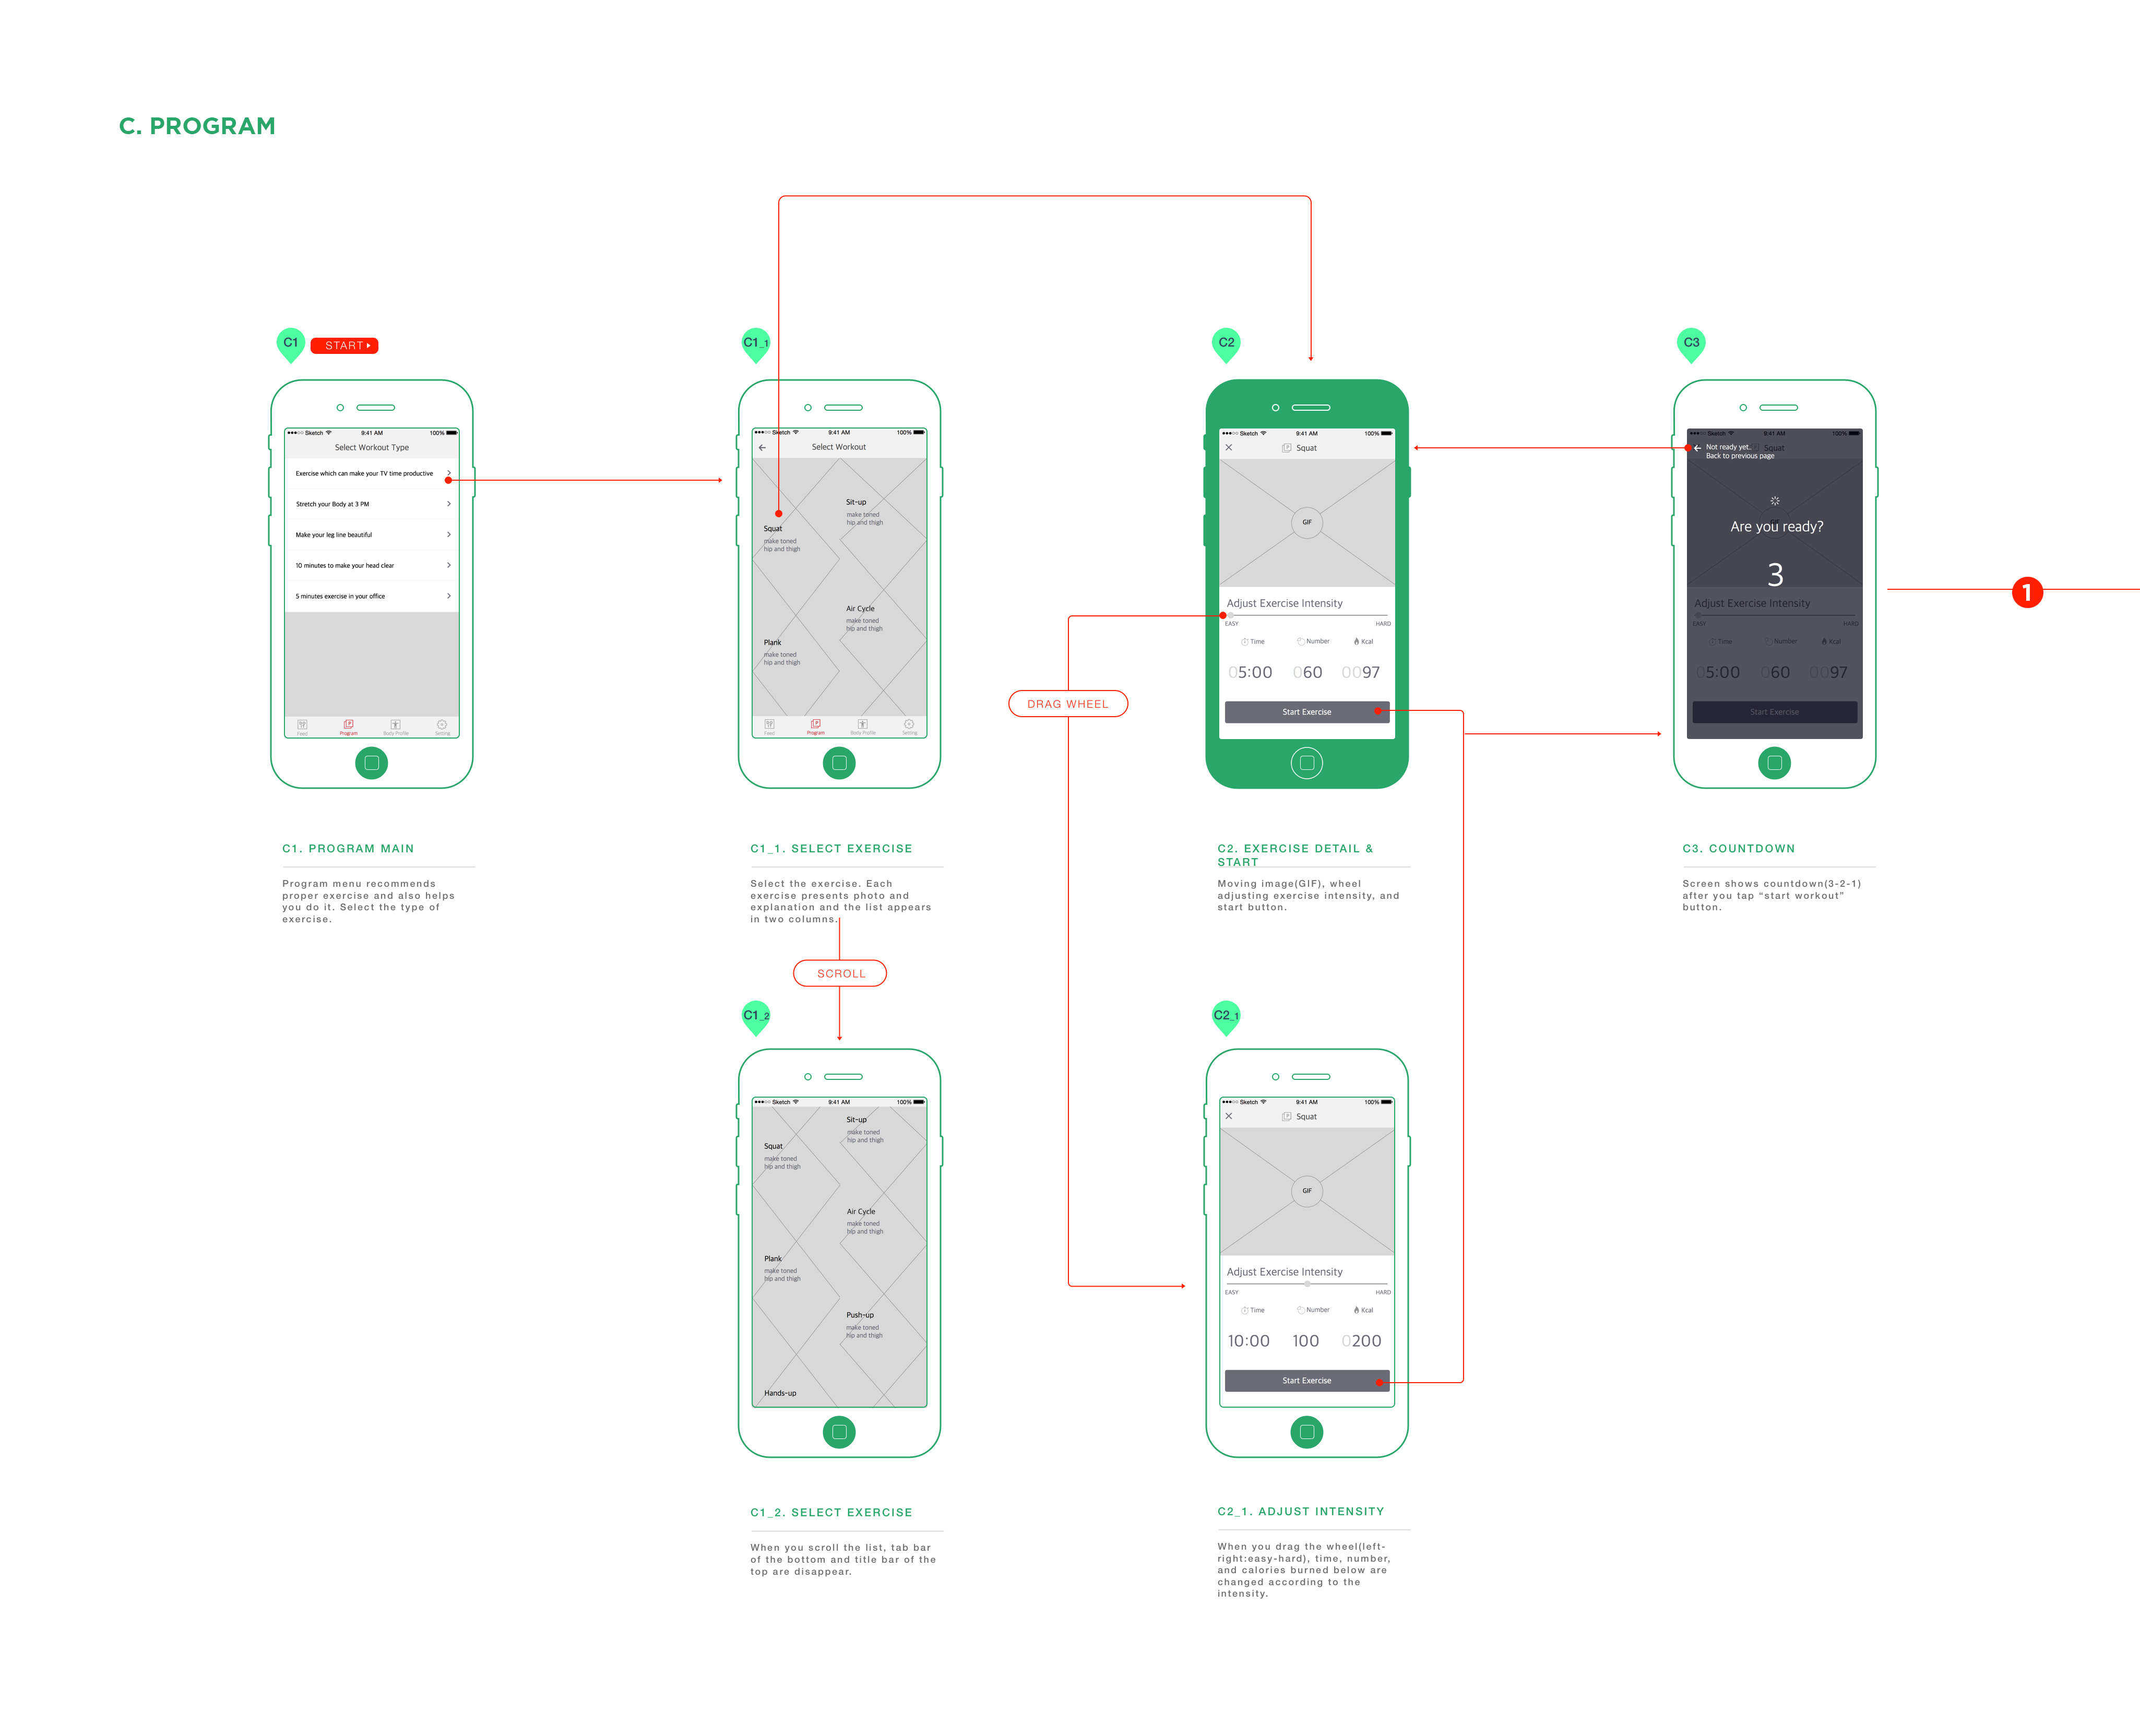 C. PROGRAM
C1
START
Sketch
9:41 AM
100%
Select Workout Type
Exercise which can make your TV time productive
Stretch your Body at 3 PM
Make your leg line beautiful
10 minutes to make your head clear
5 minutes exercise in your office
Feed
Program
Body Profile
Setting
C1. PROGRAM MAIN
Program menu recommends
proper exercise and also helps
you do it. Select the type of
exercise.
C1_1
Sketch
9:41 AM
100%
Select Workout
Sit-up
make toned
hip and thigh
Squat
make toned
hip and thigh
Air Cycle
make toned
hip and thigh
Plank
make toned
hip and thigh
Feed
Program
Body Profile
Setting
C1_1. SELECT EXERCISE
Select the exercise. Each
exercise presents photo and
explanation and the list appears
in two columns.
SCROLL
C1_2
Sketch
9:41 AM
100%
Sit-up
make toned
hip and thigh
Squat
make toned
hip and thigh
Air Cycle
make toned
hip and thigh
Plank
make toned
hip and thigh
Push-up
make toned
hip and thigh
Hands-up
C1_2. SELECT EXERCISE
When you scroll the list, tab bar
of the bottom and title bar of the
top are disappear.
C2
Sketch
9:41 AM
100%
Squat
GIF
Adjust Exercise Intensity
EASY
HARD
Time
Number
Kcal
05:00
060
0097
Start Exercise
C2. EXERCISE DETAIL &
START
Moving image(GIF), wheel
adjusting exercise intensity, and
start button.
DRAG WHEEL
C2_1
Sketch
9:41 AM
100%
Squat
GIF
Adjust Exercise Intensity
EASY
HARD
Time
Number
Kcal
10:00
100
0200
Start Exercise
C2_1. ADJUST INTENSITY
When you drag the wheel(left-
right:easy-hard), time, number,
and calories burned below are
changed according to the
intensity.
C3
Sketch
9:41 AM
100%
Not ready yet..
Back to previous page
Squat
Are you ready?
3
Adjust Exercise Intensity
EASY
HARD
Time
Number
Kcal
05:00
060
0097
Start Exercise
C3. COUNTDOWN
Screen shows countdown(3-2-1)
after you tap “start workout”
button.
1